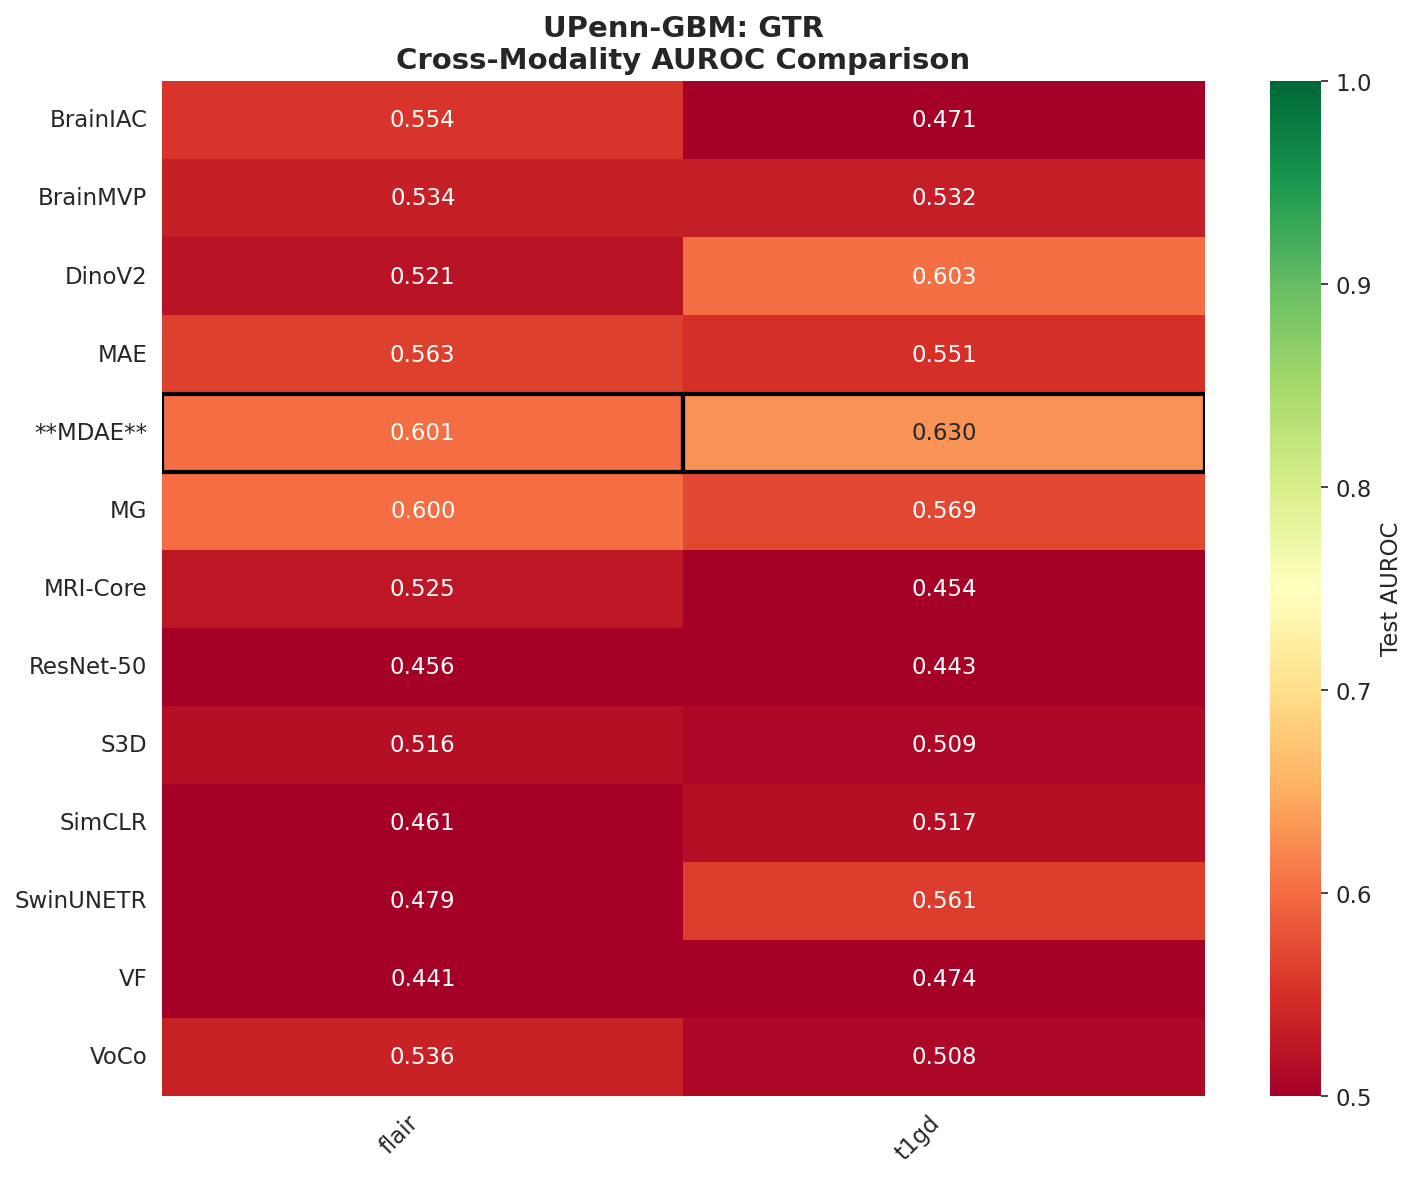 UPenn-GBM: GTR
Cross-Modality AUROC Comparison
BrainIAC 0.554 0.471
BrainMVP 0.534 0.532
DinoV2 0.521 0.603
MAE 0.563 0.551
**MDAE** 0.601 0.630
MG 0.600 0.569
MRI-Core 0.525 0.454
ResNet-50 0.456 0.443
S3D 0.516 0.509
SimCLR 0.461 0.517
SwinUNETR 0.479 0.561
VF 0.441 0.474
VoCo 0.536 0.508
flair t1gd
1.0
0.9
0.8
0.7
0.6
0.5
Test AUROC